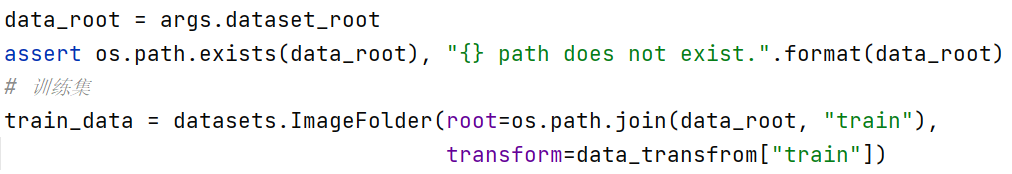 data_root = args.dataset_root
assert os.path.exists(data_root), "{} path does not exist.".format(data_root)
# 训练集
train_data = datasets.ImageFolder(root=os.path.join(data_root, "train"),
transform=data_transfrom["train"])